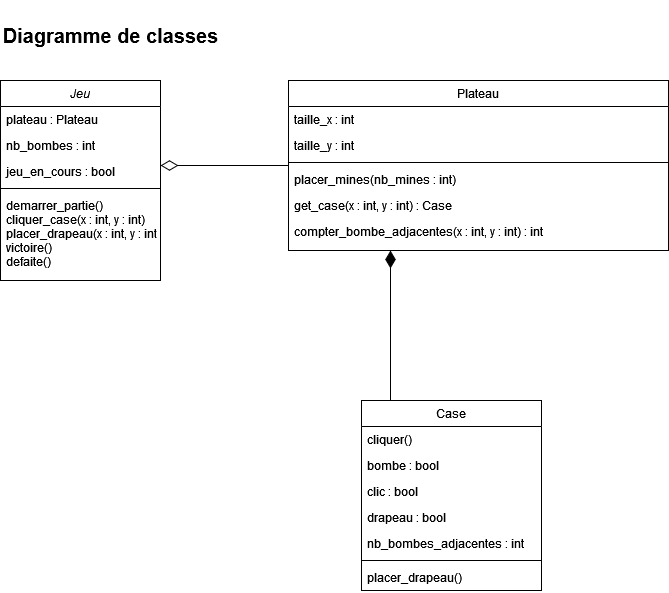 Diagramme de classes
Jeu
plateau : Plateau
nb_bombes : int
jeu_en_cours : bool
demarrer_partie()
cliquer_case(x : int, y : int)
placer_drapeau(x : int, y : int
victoire()
defaite()
Plateau
taille_x : int
taille_y : int
placer_mines(nb_mines : int)
get_case(x : int, y : int) : Case
compter_bombe_adjacentes(x : int, y : int) : int
Case
cliquer()
bombe : bool
clic : bool
drapeau : bool
nb_bombes_adjacentes : int
placer_drapeau()